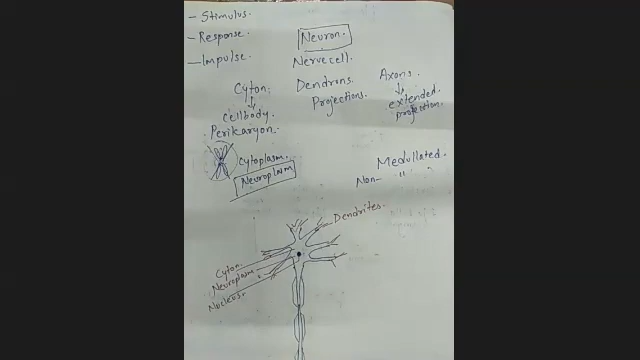 - Stimulus.
- Response.
- Impulse.
Neuron.
Nervecell.
Cyton.
Dendrons.
Axons.
cellbody
Perikaryon.
Projections.
extended
projection.
Cytoplasm.
Neuroplasm
Medullated.
Non- " "
Dendrites.
Cyton.
Neuroplasm
Nucleus.